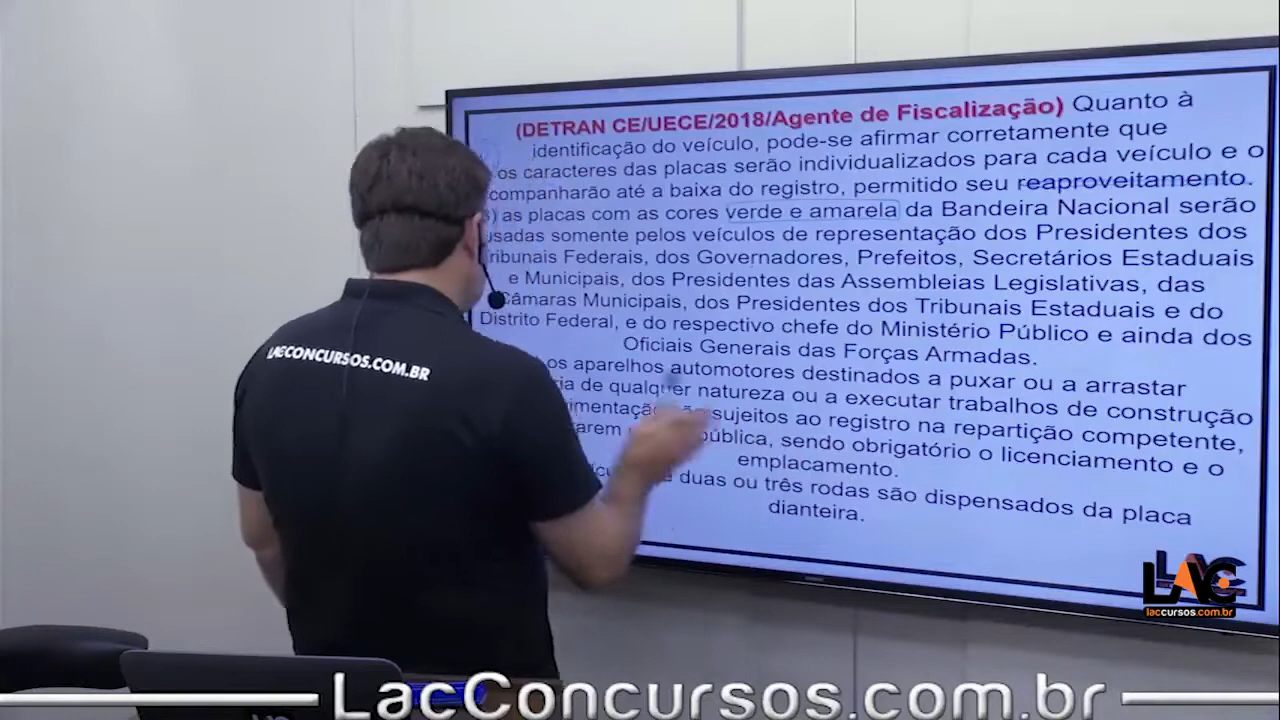 (DETRAN CE/UECE/2018/Agente de Fiscalização) Quanto à
identificação do veículo, pode-se afirmar corretamente que
os caracteres das placas serão individualizados para cada veículo e o
companharão até a baixa do registro, permitido seu reaproveitamento.
) as placas com as cores verde e amarela da Bandeira Nacional serão
usadas somente pelos veículos de representação dos Presidentes dos
ribunais Federais, dos Governadores, Prefeitos, Secretários Estaduais
e Municipais, dos Presidentes das Assembleias Legislativas, das
Câmaras Municipais, dos Presidentes dos Tribunais Estaduais e do
Distrito Federal, e do respectivo chefe do Ministério Público e ainda dos
Oficiais Generais das Forças Armadas.
os aparelhos automotores destinados a puxar ou a arrastar
de qualquer natureza ou a executar trabalhos de construção
sujeitos ao registro na repartição competente,
pública, sendo obrigatório o licenciamento e o
emplacamento.
duas ou três rodas são dispensados da placa
dianteira.
LACCONCURSOS.COM.BR
LAC
laccursos.com.br
LacConcursos.com.br